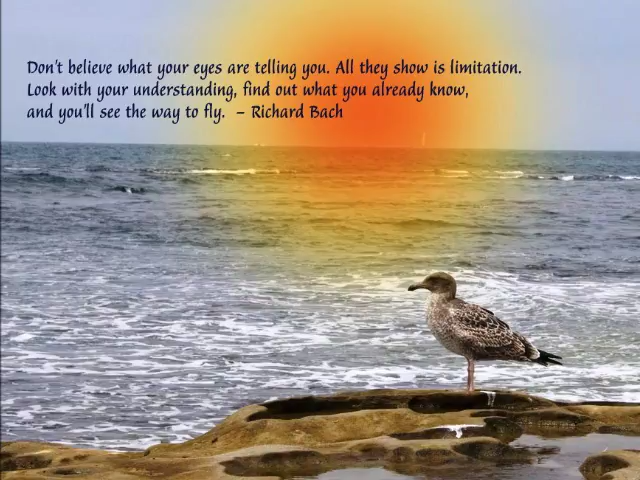 Don't believe what your eyes are telling you. All they show is limitation.
Look with your understanding, find out what you already know,
and you'll see the way to fly.  – Richard Bach